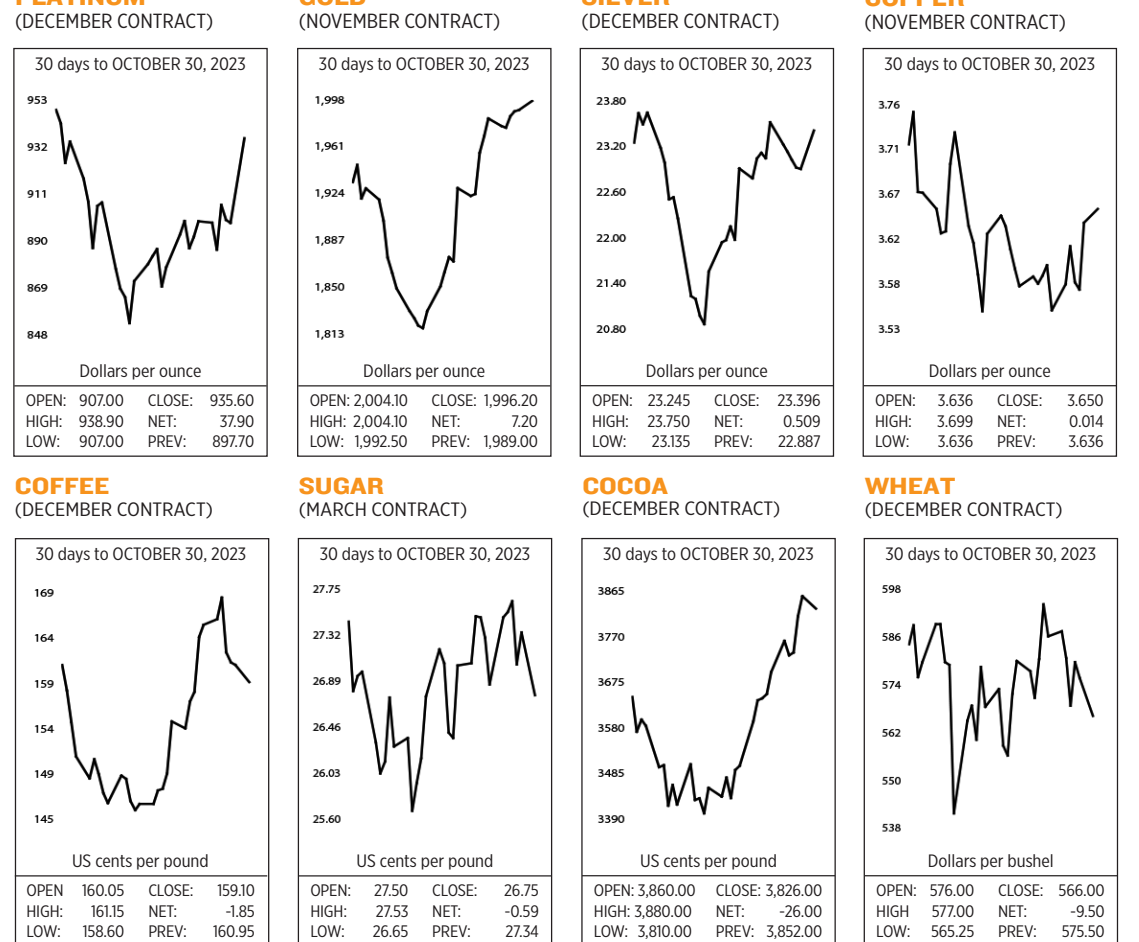 PLATINUM
(DECEMBER CONTRACT)
30 days to OCTOBER 30, 2023
953
932
911
890
869
848
Dollars per ounce
OPEN: 907.00 CLOSE: 935.60
HIGH: 938.90 NET: 37.90
LOW: 907.00 PREV: 897.70
GOLD
(NOVEMBER CONTRACT)
30 days to OCTOBER 30, 2023
1,998
1,961
1,924
1,887
1,850
1,813
Dollars per ounce
OPEN: 2,004.10 CLOSE: 1,996.20
HIGH: 2,004.10 NET: 7.20
LOW: 1,992.50 PREV: 1,989.00
SILVER
(DECEMBER CONTRACT)
30 days to OCTOBER 30, 2023
23.80
23.20
22.60
22.00
21.40
20.80
Dollars per ounce
OPEN: 23.245 CLOSE: 23.396
HIGH: 23.750 NET: 0.509
LOW: 23.135 PREV: 22.887
COPPER
(NOVEMBER CONTRACT)
30 days to OCTOBER 30, 2023
3.76
3.71
3.67
3.62
3.58
3.53
Dollars per ounce
OPEN: 3.636 CLOSE: 3.650
HIGH: 3.699 NET: 0.014
LOW: 3.636 PREV: 3.636
COFFEE
(DECEMBER CONTRACT)
30 days to OCTOBER 30, 2023
169
164
159
154
149
145
US cents per pound
OPEN 160.05 CLOSE: 159.10
HIGH: 161.15 NET: -1.85
LOW: 158.60 PREV: 160.95
SUGAR
(MARCH CONTRACT)
30 days to OCTOBER 30, 2023
27.75
27.32
26.89
26.46
26.03
25.60
US cents per pound
OPEN: 27.50 CLOSE: 26.75
HIGH: 27.53 NET: -0.59
LOW: 26.65 PREV: 27.34
COCOA
(DECEMBER CONTRACT)
30 days to OCTOBER 30, 2023
3865
3770
3675
3580
3485
3390
US cents per pound
OPEN: 3,860.00 CLOSE: 3,826.00
HIGH: 3,880.00 NET: -26.00
LOW: 3,810.00 PREV: 3,852.00
WHEAT
(DECEMBER CONTRACT)
30 days to OCTOBER 30, 2023
598
586
574
562
550
538
Dollars per bushel
OPEN: 576.00 CLOSE: 566.00
HIGH 577.00 NET: -9.50
LOW: 565.25 PREV: 575.50